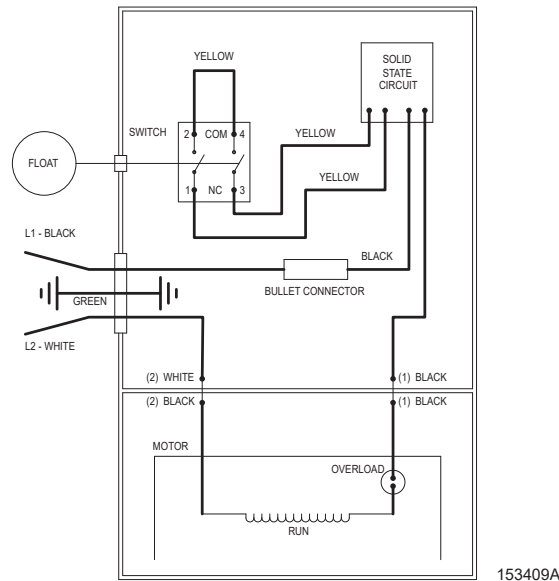 YELLOW
SOLID
STATE
CIRCUIT
SWITCH
2 COM 4
YELLOW
FLOAT
YELLOW
1 NC 3
L1 - BLACK
BLACK
BULLET CONNECTOR
GREEN
L2 - WHITE
(2) WHITE
(1) BLACK
(2) BLACK
(1) BLACK
MOTOR
OVERLOAD
RUN
153409A